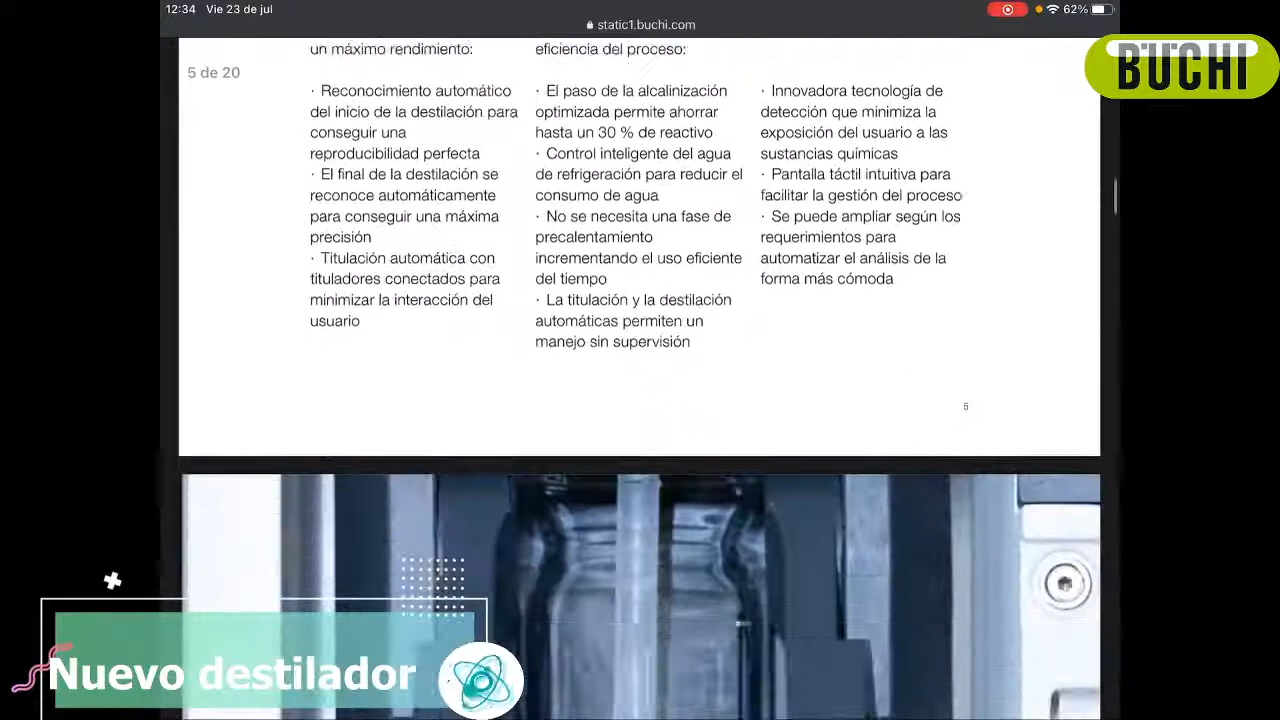 12:34 Vie 23 de jul
62%
static1.buchi.com
BUCHI
un máximo rendimiento:
5 de 20
· Reconocimiento automático
del inicio de la destilación para
conseguir una
reproducibilidad perfecta
· El final de la destilación se
reconoce automáticamente
para conseguir una máxima
precisión
· Titulación automática con
tituladores conectados para
minimizar la interacción del
usuario
eficiencia del proceso:
· El paso de la alcalinización
optimizada permite ahorrar
hasta un 30 % de reactivo
· Control inteligente del agua
de refrigeración para reducir el
consumo de agua
· No se necesita una fase de
precalentamiento
incrementando el uso eficiente
del tiempo
· La titulación y la destilación
automáticas permiten un
manejo sin supervisión
· Innovadora tecnología de
detección que minimiza la
exposición del usuario a las
sustancias químicas
· Pantalla táctil intuitiva para
facilitar la gestión del proceso
· Se puede ampliar según los
requerimientos para
automatizar el análisis de la
forma más cómoda
5
Nuevo destilador